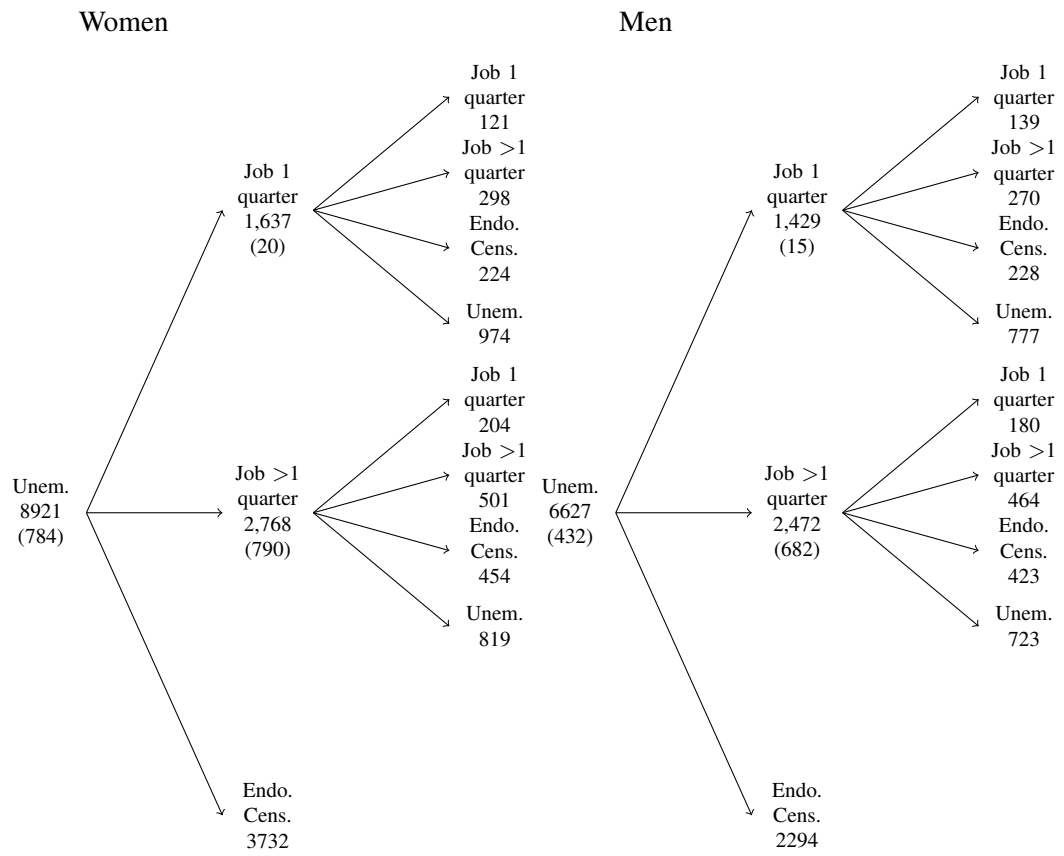 Women
Unem.
8921
(784)
Job 1
quarter
1,637
(20)
Job 1
quarter
121
Job >1
quarter
298
Endo.
Cens.
224
Unem.
974
Job >1
quarter
2,768
(790)
Job 1
quarter
204
Job >1
quarter
501
Endo.
Cens.
454
Unem.
819
Endo.
Cens.
3732
Men
Unem.
6627
(432)
Job 1
quarter
1,429
(15)
Job 1
quarter
139
Job >1
quarter
270
Endo.
Cens.
228
Unem.
777
Job >1
quarter
2,472
(682)
Job 1
quarter
180
Job >1
quarter
464
Endo.
Cens.
423
Unem.
723
Endo.
Cens.
2294